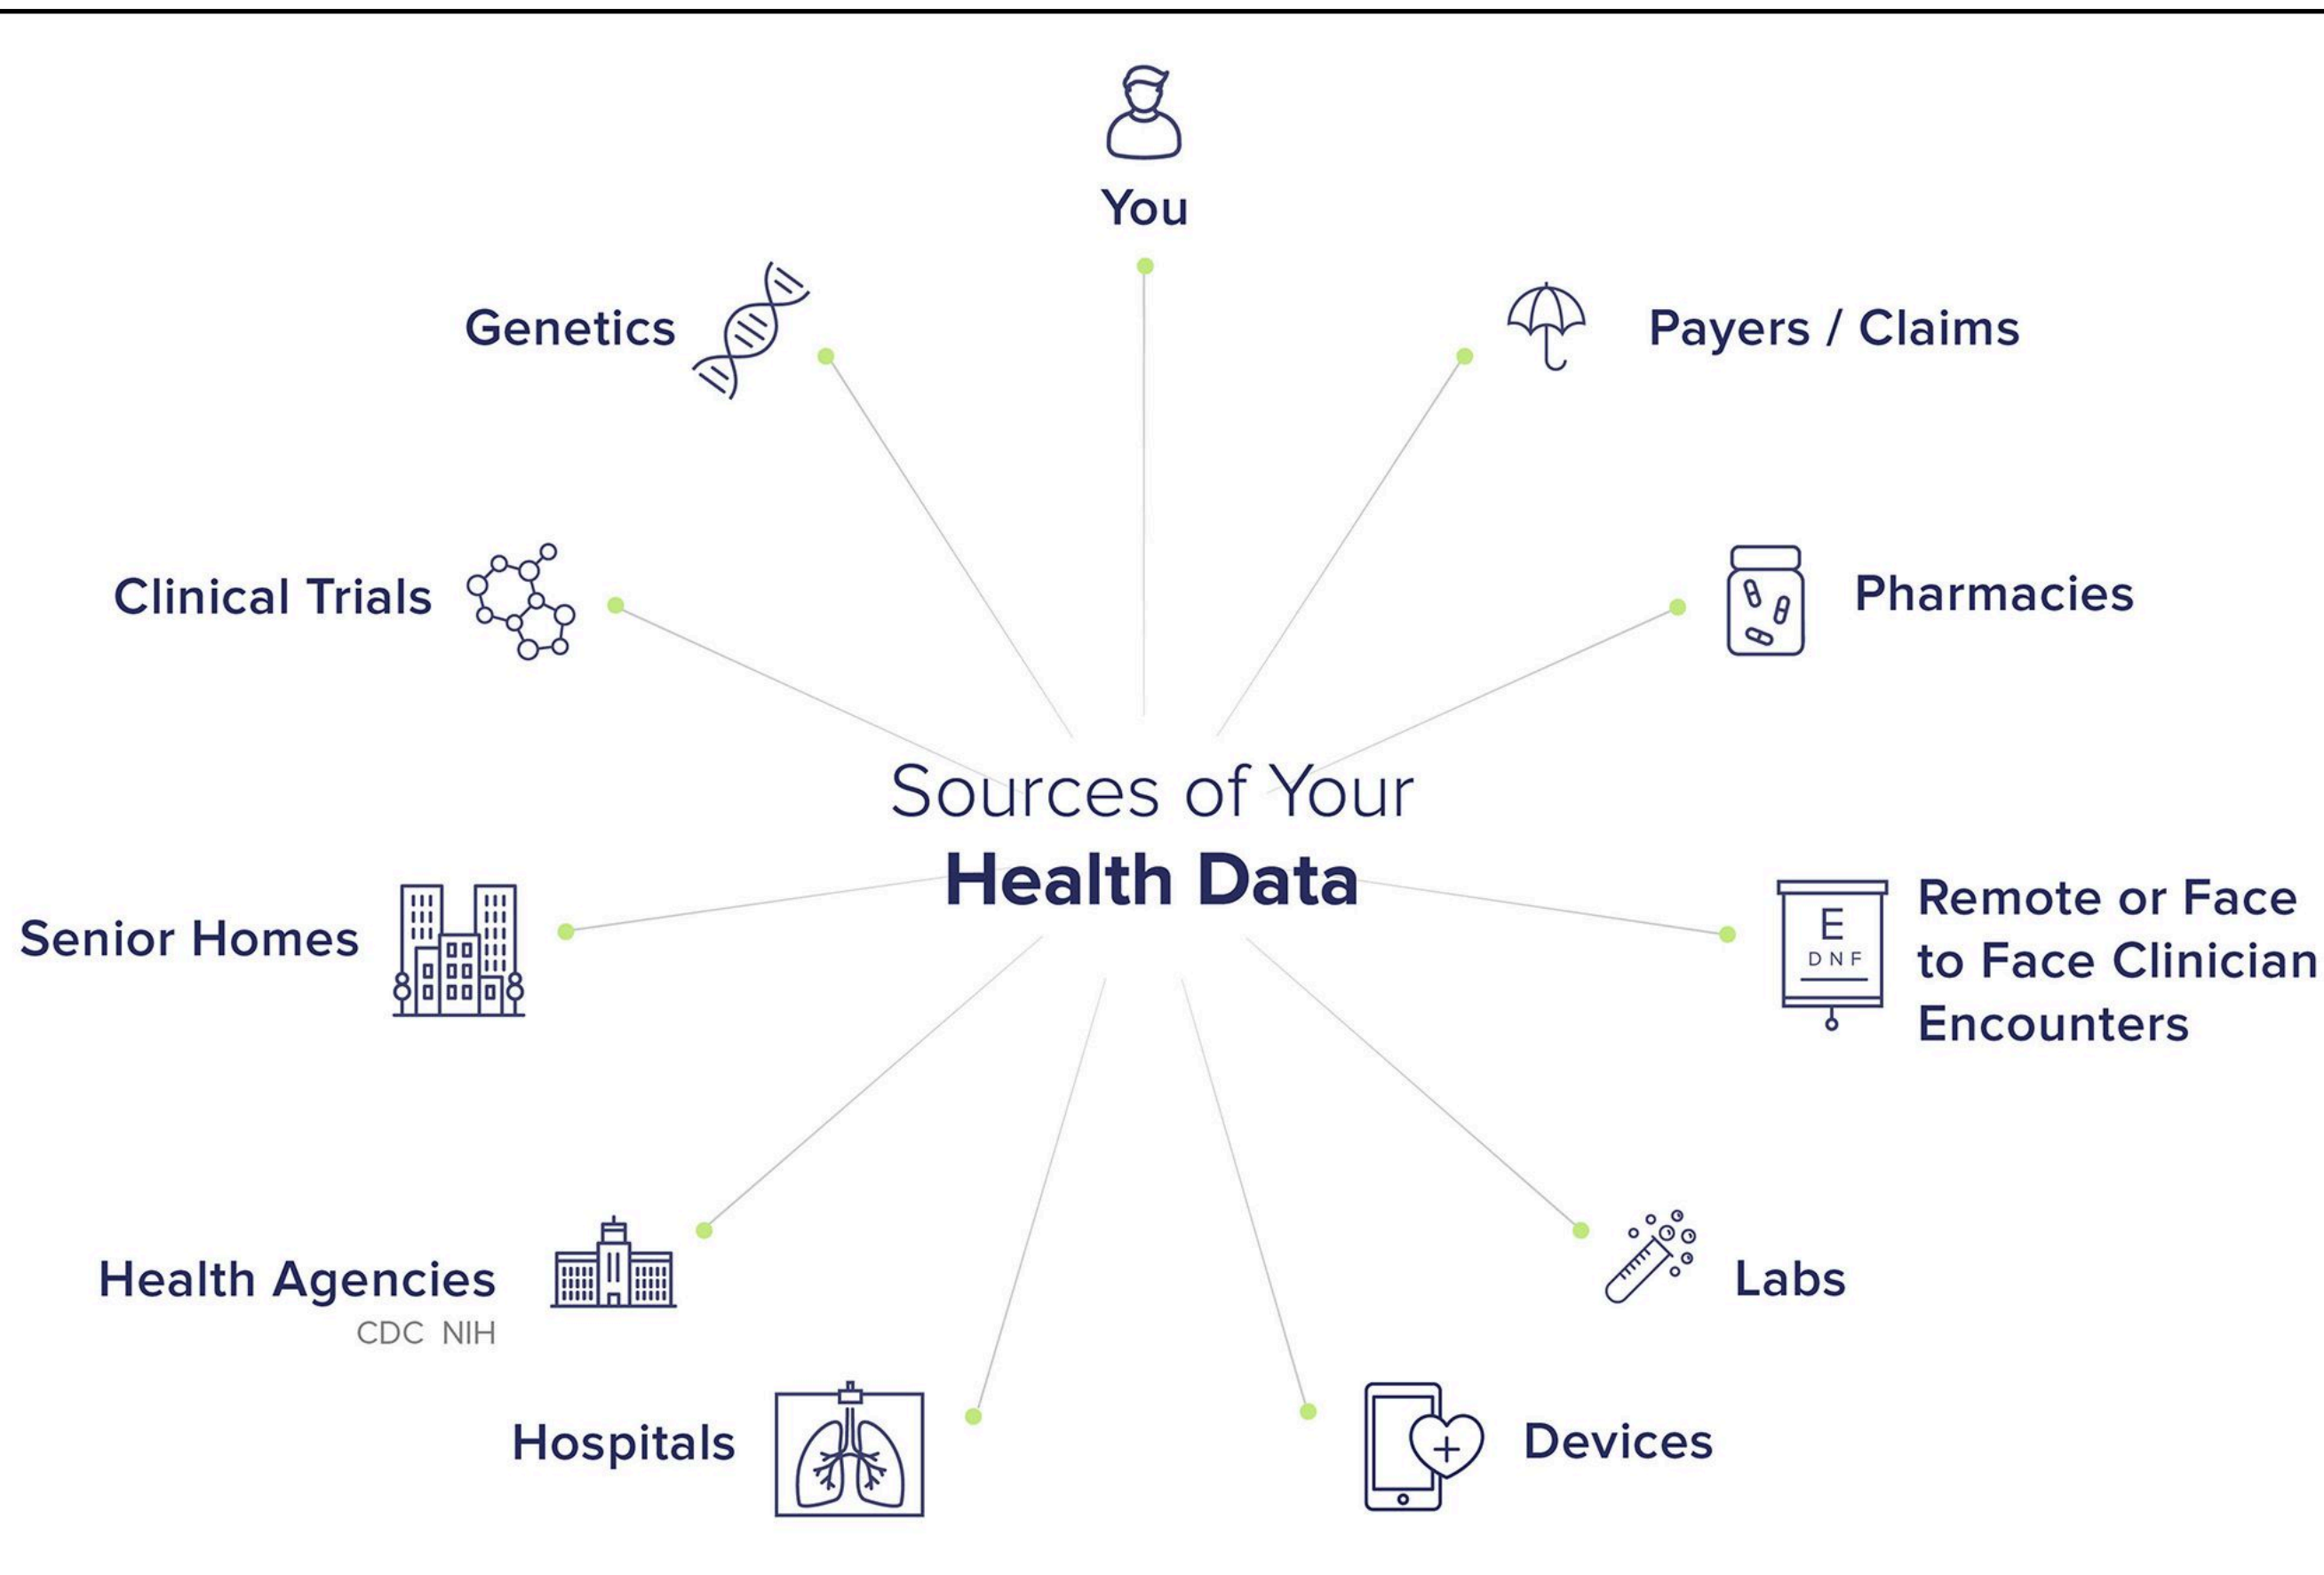 You
Genetics
Payers / Claims
Clinical Trials
Pharmacies
Sources of Your
Health Data
Senior Homes
Remote or Face
to Face Clinician
Encounters
E
DNF
Health Agencies
CDC NIH
Labs
Hospitals
Devices